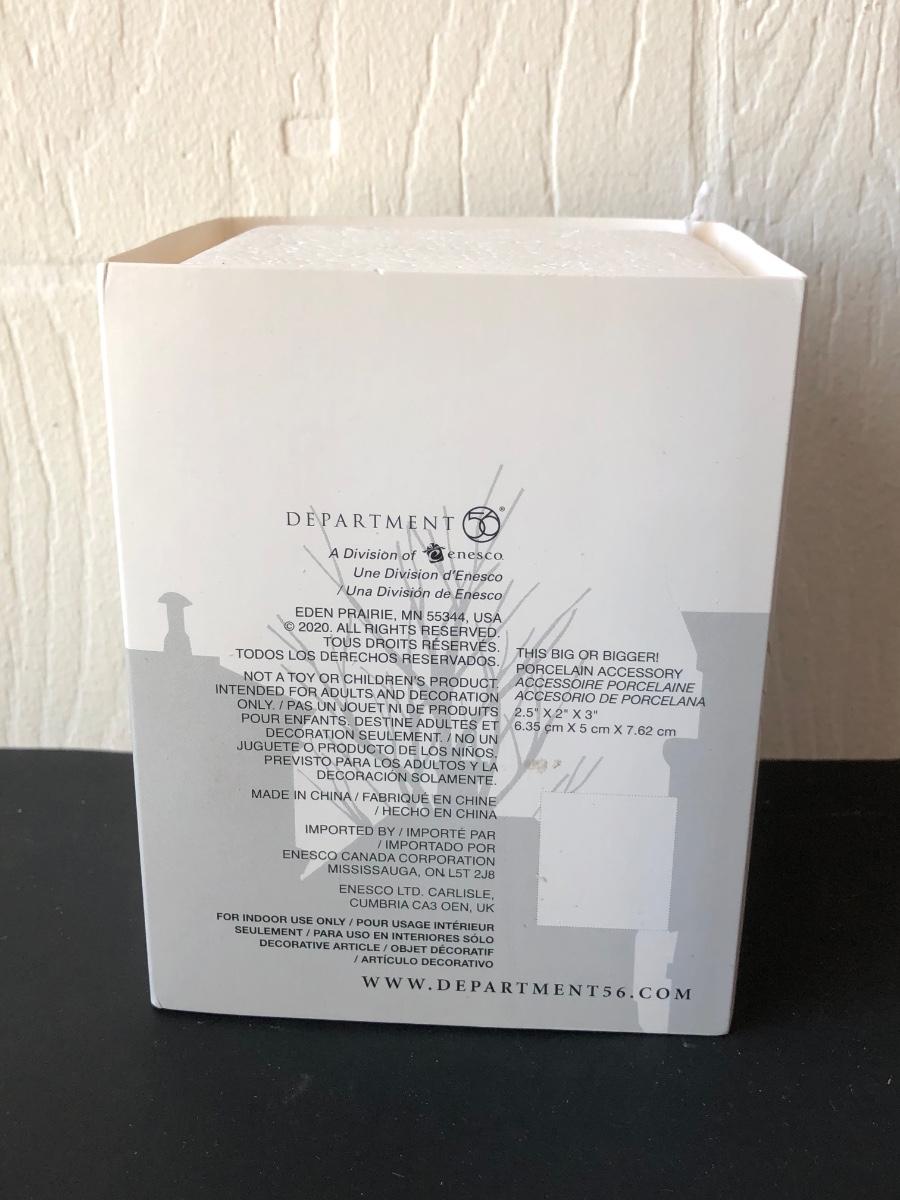 DEPARTMENT 56®
A Division of enesco.
Une Division d'Enesco
/ Una División de Enesco
EDEN PRAIRIE, MN 55344, USA
© 2020. ALL RIGHTS RESERVED.
TOUS DROITS RÉSERVÉS.
TODOS LOS DERECHOS RESERVADOS.
NOT A TOY OR CHILDREN'S PRODUCT.
INTENDED FOR ADULTS AND DECORATION
ONLY. / PAS UN JOUET NI DE PRODUITS
POUR ENFANTS. DESTINE ADULTES ET
DECORATION SEULEMENT. / NO UN
JUGUETE O PRODUCTO DE LOS NIÑOS.
PREVISTO PARA LOS ADULTOS Y LA
DECORACIÓN SOLAMENTE.
MADE IN CHINA / FABRIQUÉ EN CHINE
/ HECHO EN CHINA
IMPORTED BY / IMPORTÉ PAR
/ IMPORTADO POR
ENESCO CANADA CORPORATION
MISSISSAUGA, ON L5T 2J8
ENESCO LTD. CARLISLE,
CUMBRIA CA3 OEN, UK
FOR INDOOR USE ONLY / POUR USAGE INTÉRIEUR
SEULEMENT / PARA USO EN INTERIORES SÓLO
DECORATIVE ARTICLE / OBJET DÉCORATIF
/ ARTÍCULO DECORATIVO
THIS BIG OR BIGGER!
PORCELAIN ACCESSORY
ACCESSOIRE PORCELAINE
ACCESORIO DE PORCELANA
2.5" X 2" X 3"
6.35 cm X 5 cm X 7.62 cm
WWW.DEPARTMENT56.COM